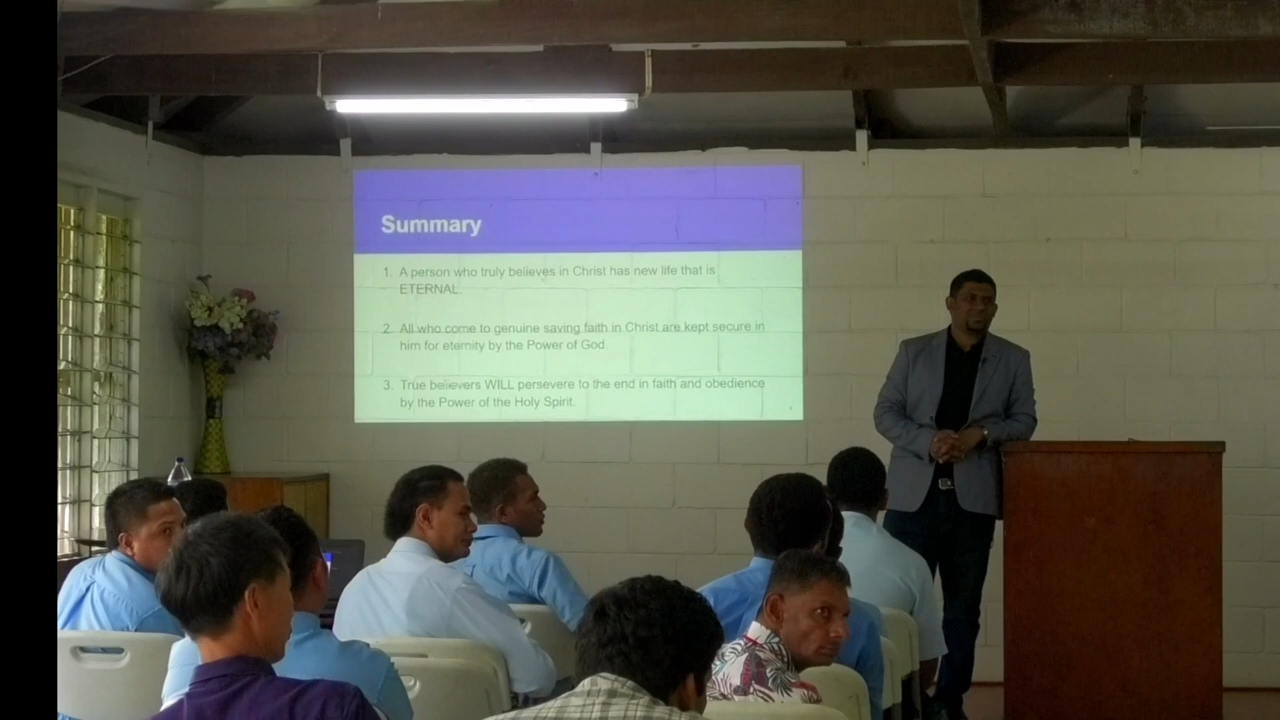 Summary
1. A person who truly believes in Christ has new life that is
ETERNAL.
2. All who come to genuine saving faith in Christ are kept secure in
him for eternity by the Power of God.
3. True believers WILL persevere to the end in faith and obedience
by the Power of the Holy Spirit.